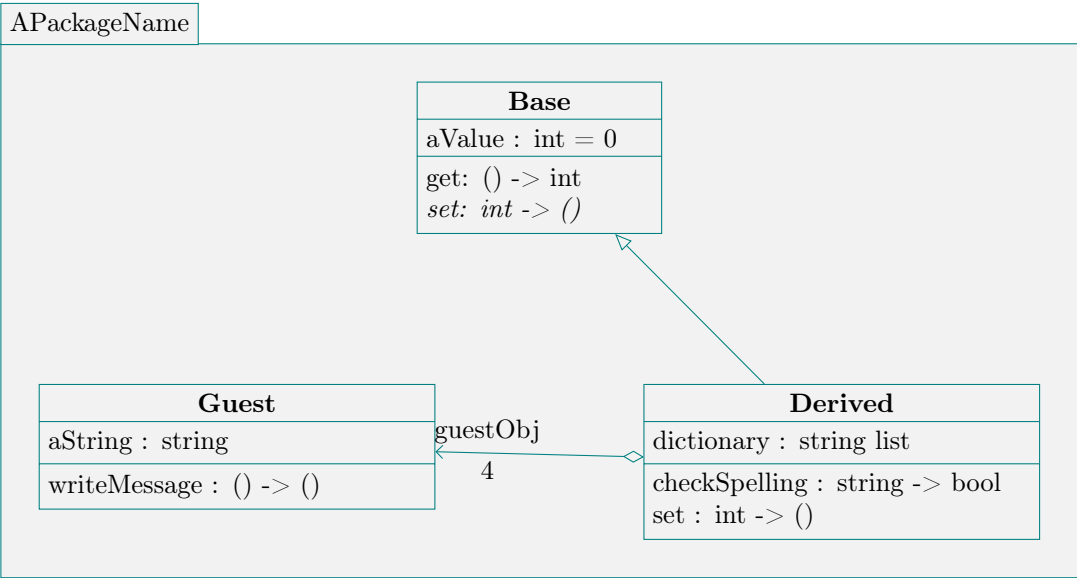 APackageName
Base
aValue : int = 0
get: () -> int
set: int -> ()
Guest
aString : string
writeMessage : () -> ()
guestObj
4
Derived
dictionary : string list
checkSpelling : string -> bool
set : int -> ()